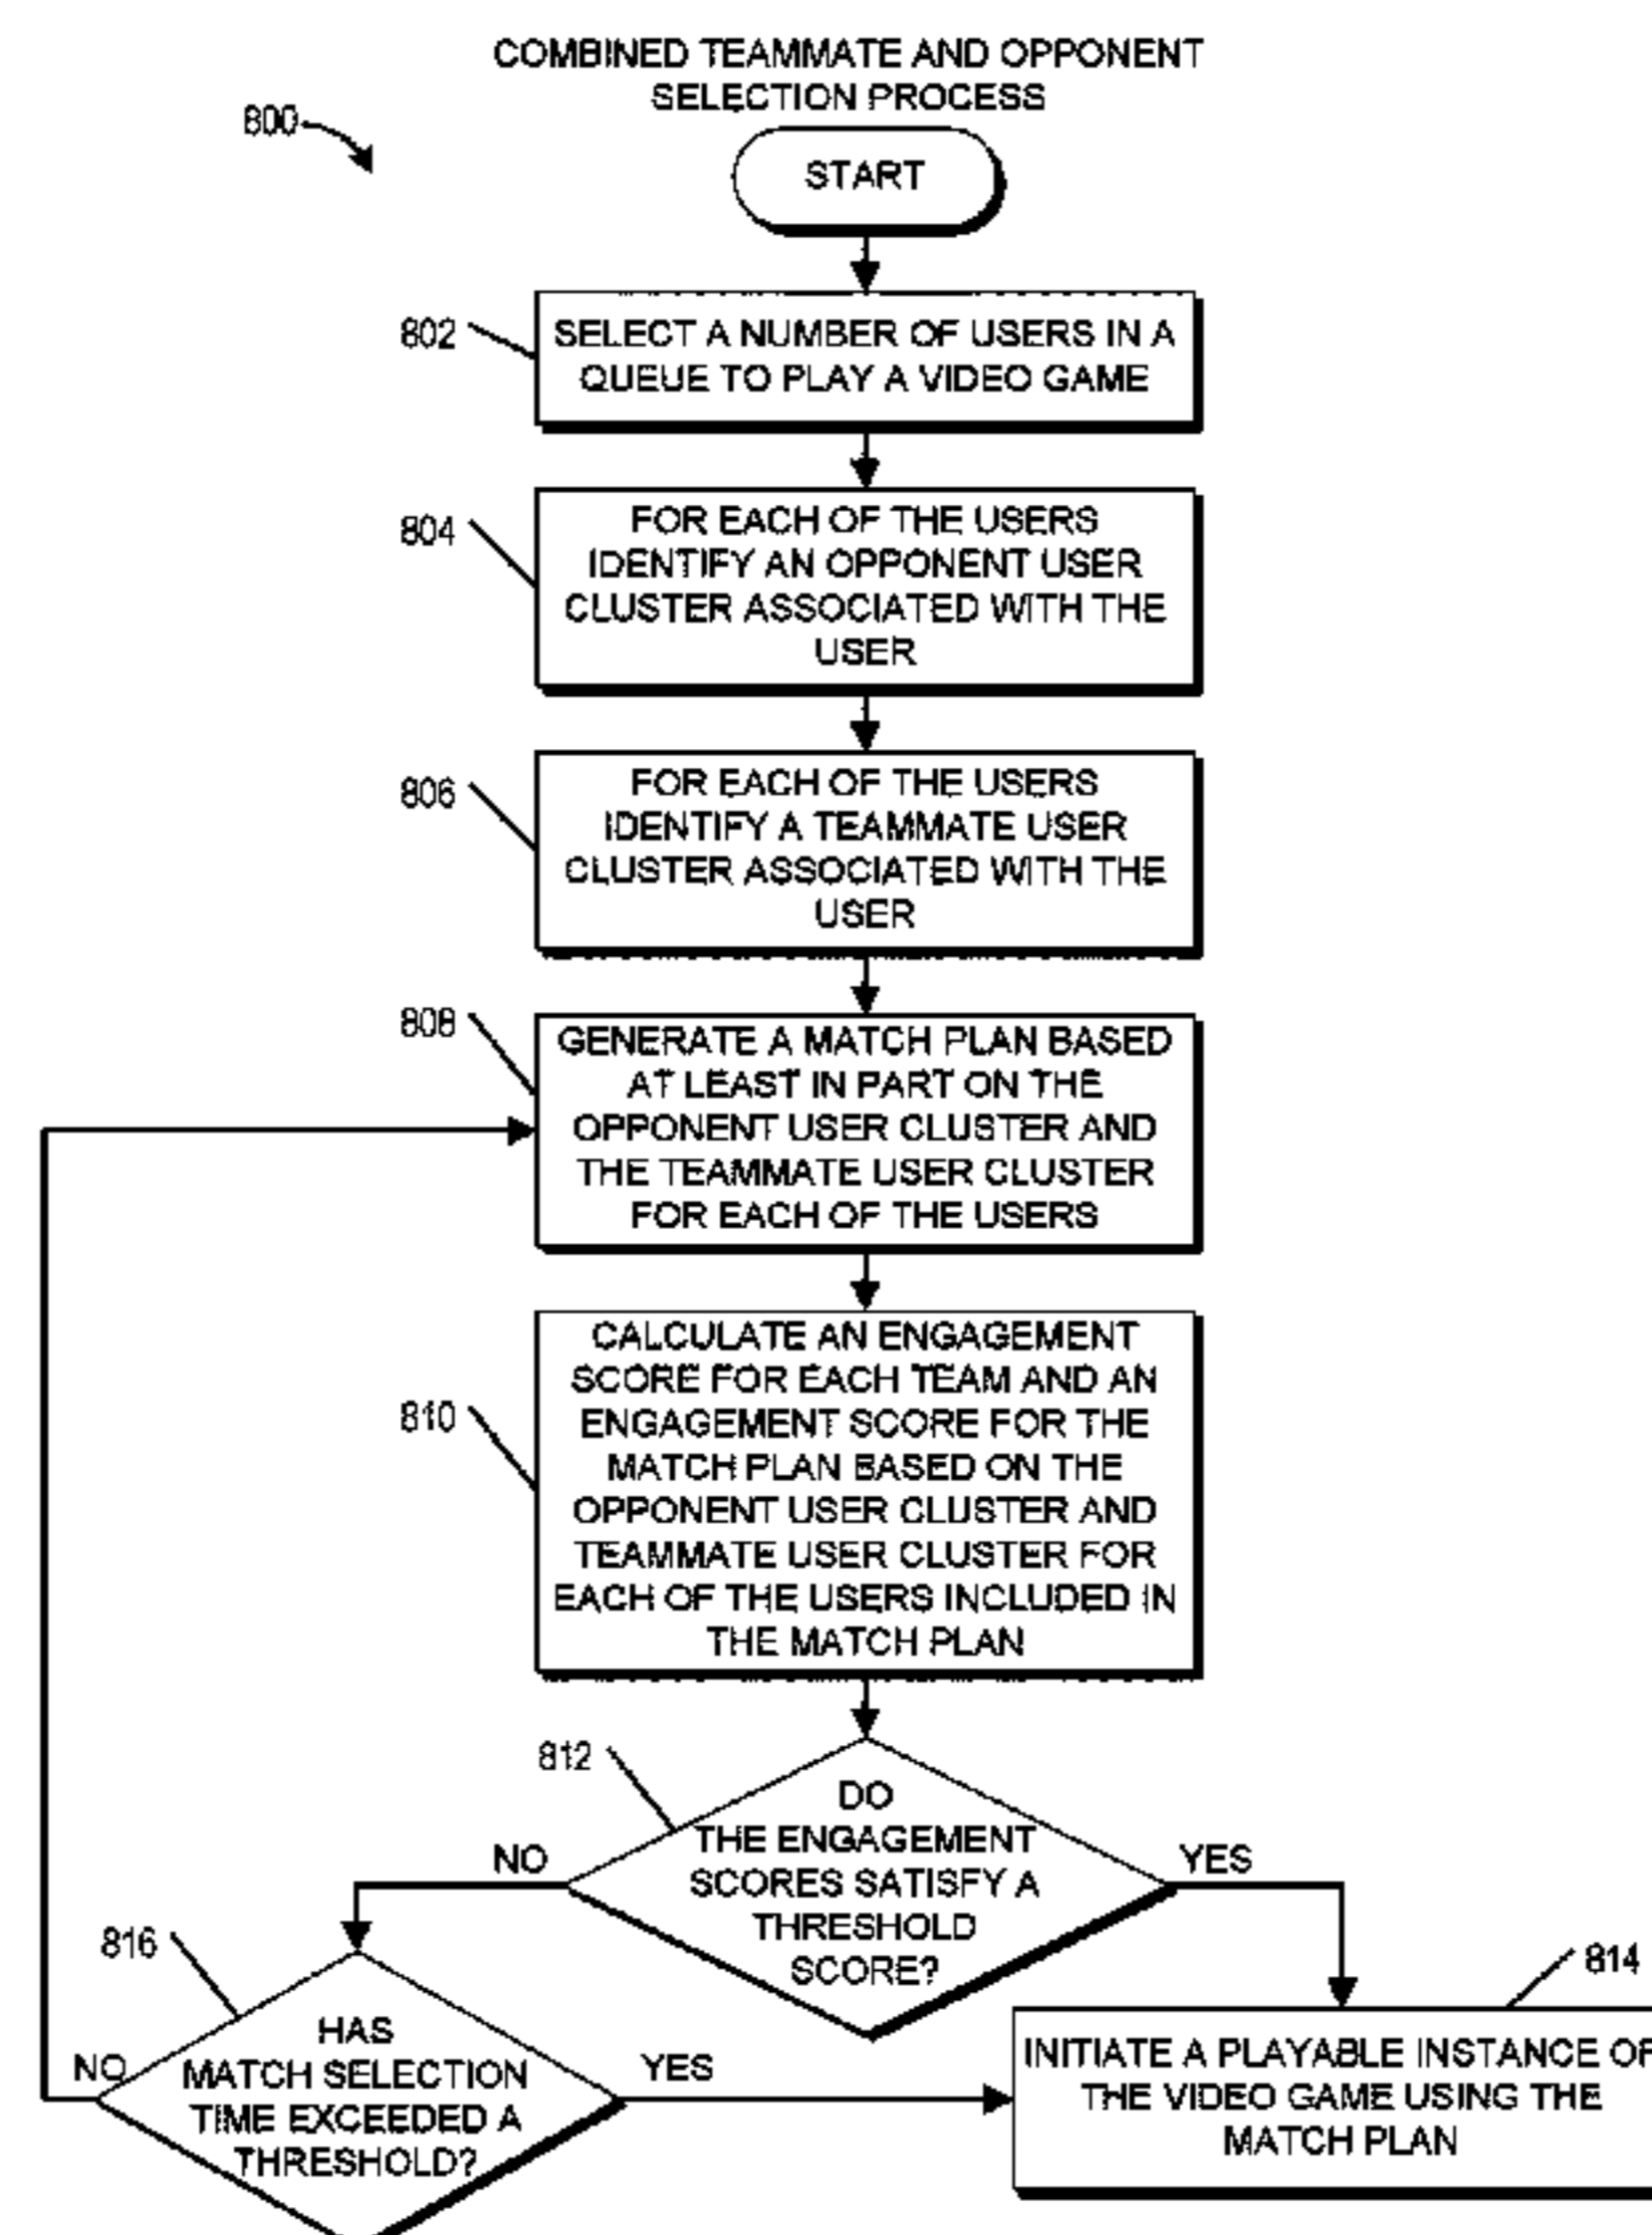 COMBINED TEAMMATE AND OPPONENT
SELECTION PROCESS
800
START
802
SELECT A NUMBER OF USERS IN A
QUEUE TO PLAY A VIDEO GAME
804
FOR EACH OF THE USERS
IDENTIFY AN OPPONENT USER
CLUSTER ASSOCIATED WITH THE
USER
806
FOR EACH OF THE USERS
IDENTIFY A TEAMMATE USER
CLUSTER ASSOCIATED WITH THE
USER
808
GENERATE A MATCH PLAN BASED
AT LEAST IN PART ON THE
OPPONENT USER CLUSTER AND
THE TEAMMATE USER CLUSTER
FOR EACH OF THE USERS
810
CALCULATE AN ENGAGEMENT
SCORE FOR EACH TEAM AND AN
ENGAGEMENT SCORE FOR THE
MATCH PLAN BASED ON THE
OPPONENT USER CLUSTER AND
TEAMMATE USER CLUSTER FOR
EACH OF THE USERS INCLUDED IN
THE MATCH PLAN
812
DO
THE ENGAGEMENT
SCORES SATISFY A
THRESHOLD
SCORE?
NO
YES
816
HAS
MATCH SELECTION
TIME EXCEEDED A
THRESHOLD?
NO
YES
814
INITIATE A PLAYABLE INSTANCE OF
THE VIDEO GAME USING THE
MATCH PLAN